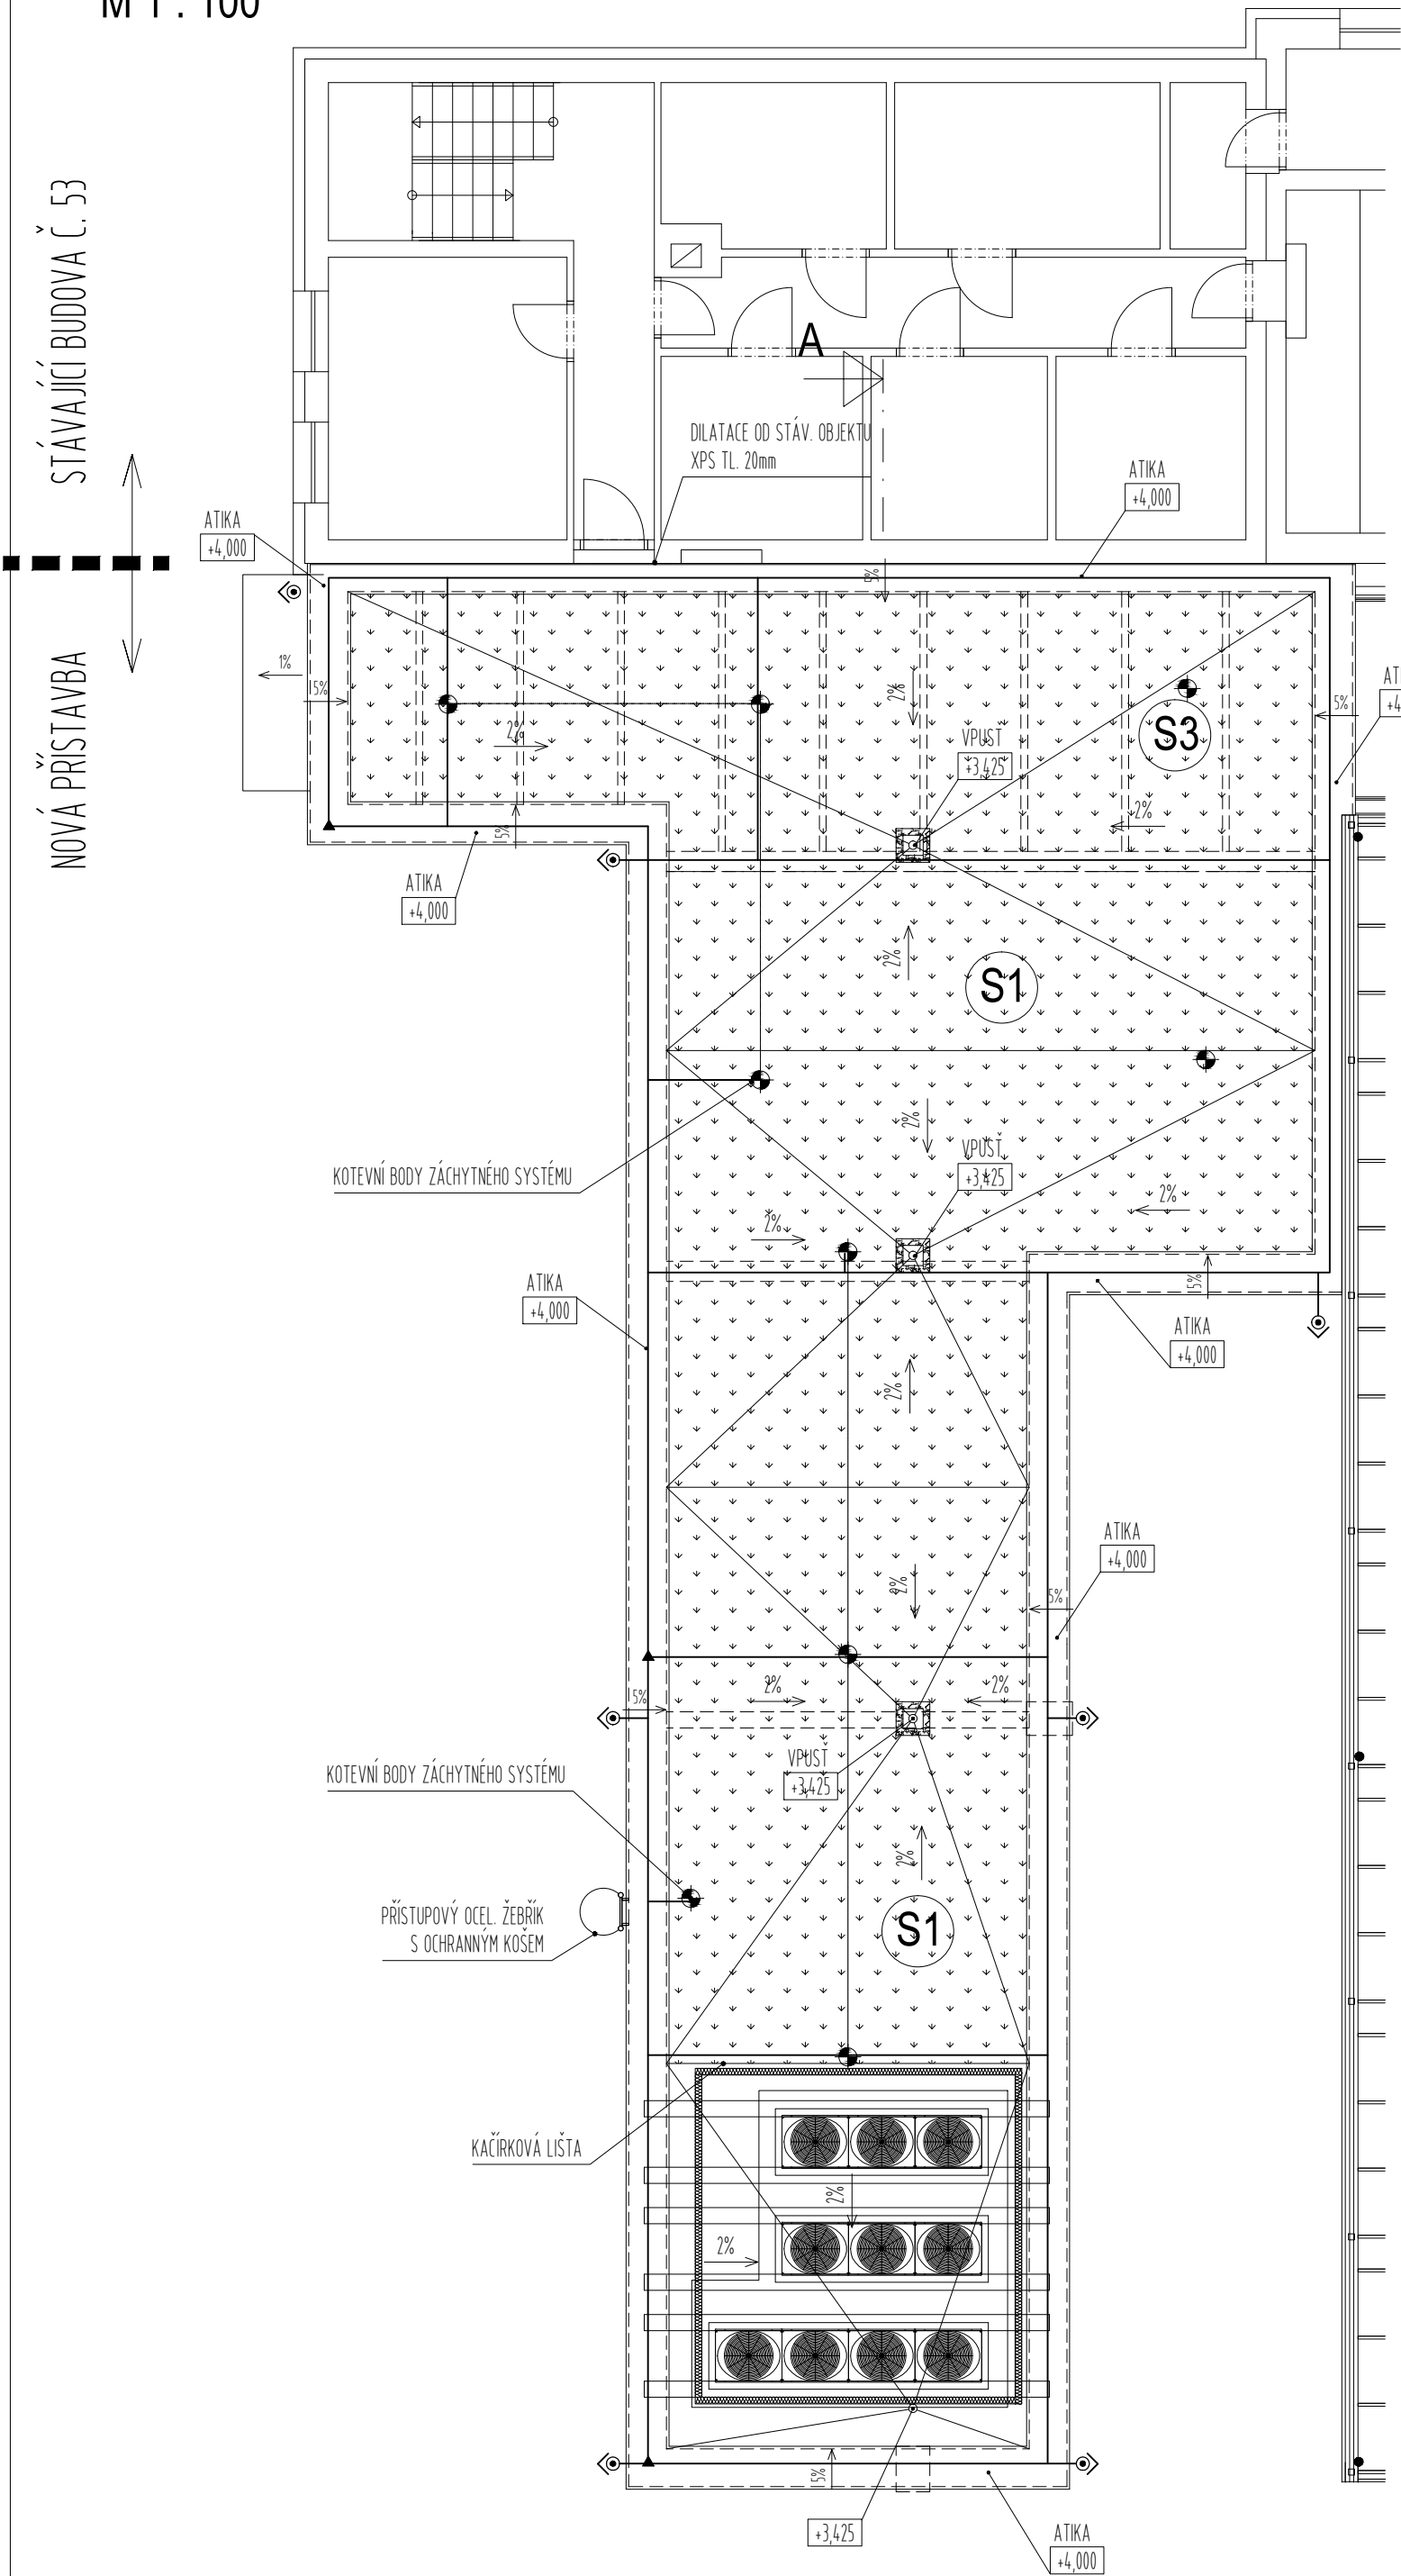 M 1 : 100
STÁVAJÍCÍ BUDOVA Č. 53
NOVÁ PŘÍSTAVBA
A
DILATACE OD STÁV. OBJEKTU
XPS TL. 20mm
ATIKA
+4,000
ATIKA
+4,000
5%
1%
5%
2%
2%
VPUSŤ
+3,425
S3
5%
2%
5%
ATIKA
+4,000
2%
S1
2%
KOTEVNÍ BODY ZÁCHYTNÉHO SYSTÉMU
VPUSŤ
+3,425
2%
2%
5%
ATIKA
+4,000
ATIKA
+4,000
2%
2%
ATIKA
+4,000
5%
5%
2%
2%
VPUSŤ
+3,425
KOTEVNÍ BODY ZÁCHYTNÉHO SYSTÉMU
2%
PŘÍSTUPOVÝ OCEL. ŽEBŘÍK
S OCHRANNÝM KOŠEM
S1
KAČÍRKOVÁ LIŠTA
2%
2%
5%
+3,425
ATIKA
+4,000